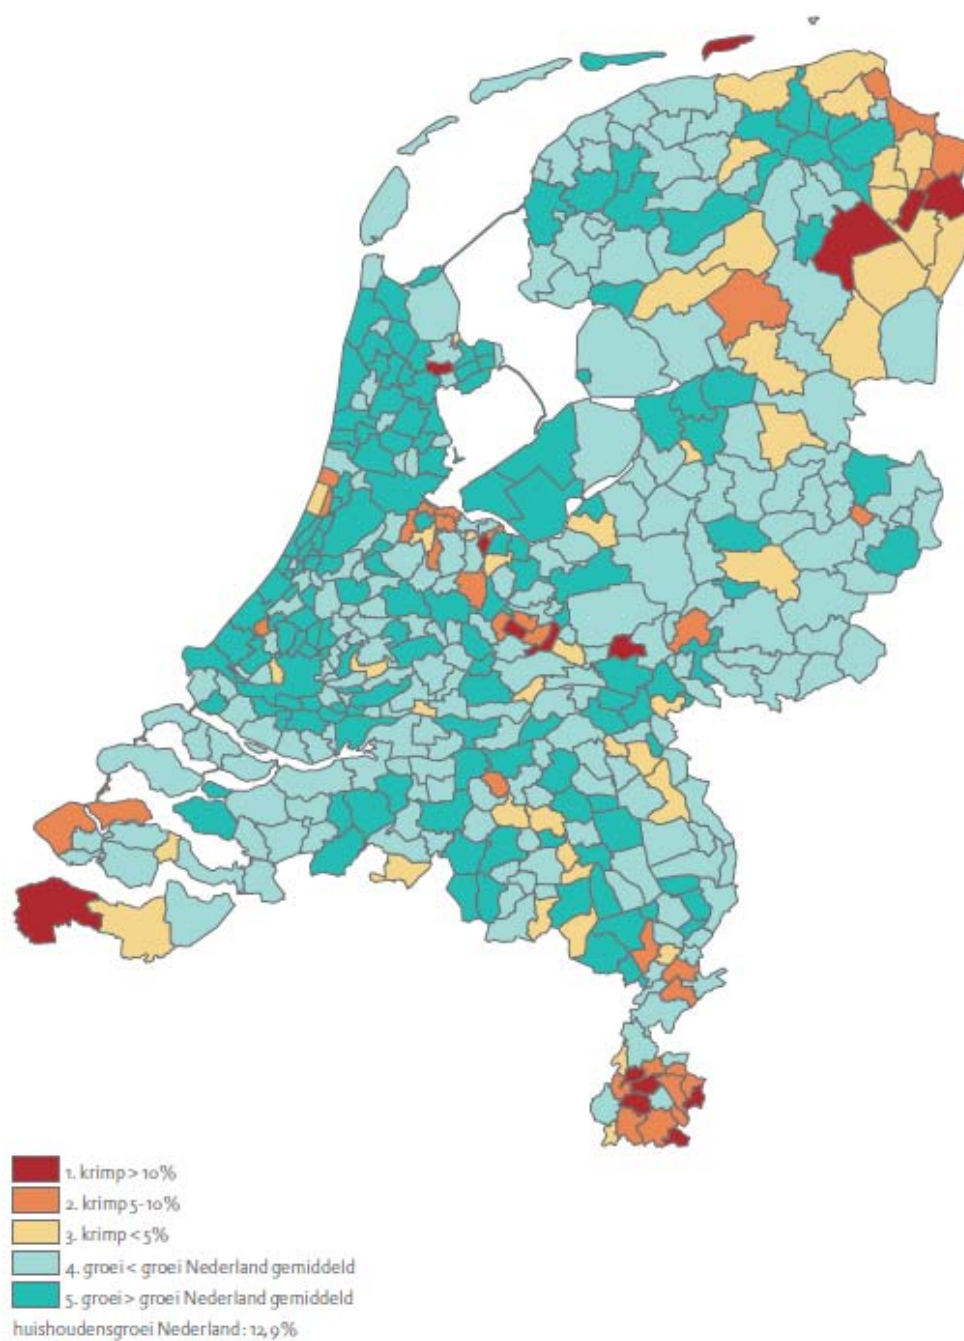 1. krimp > 10%
2. krimp 5-10%
3. krimp < 5%
4. groei < groei Nederland gemiddeld
5. groei > groei Nederland gemiddeld
huishoudensgroei Nederland: 12,9%